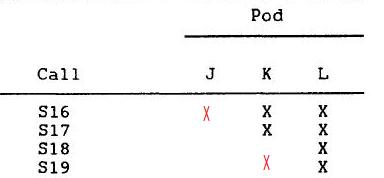 Pod
Call J K L
S16 X X X
S17 X X
S18 X
S19 X X